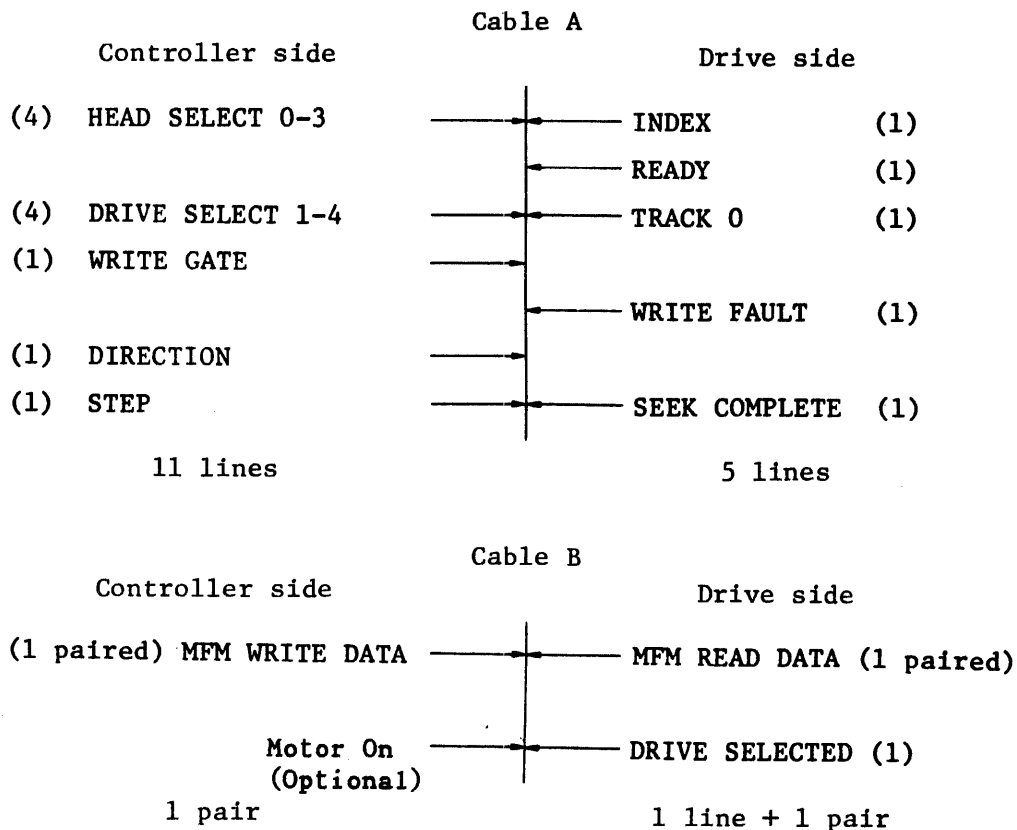 Cable A
Controller side Drive side
(4) HEAD SELECT 0-3 INDEX (1)
READY (1)
(4) DRIVE SELECT 1-4 TRACK 0 (1)
(1) WRITE GATE
WRITE FAULT (1)
(1) DIRECTION
(1) STEP SEEK COMPLETE (1)
11 lines 5 lines
Cable B
Controller side Drive side
(1 paired) MFM WRITE DATA MFM READ DATA (1 paired)
Motor On DRIVE SELECTED (1)
(Optional)
1 pair 1 line + 1 pair